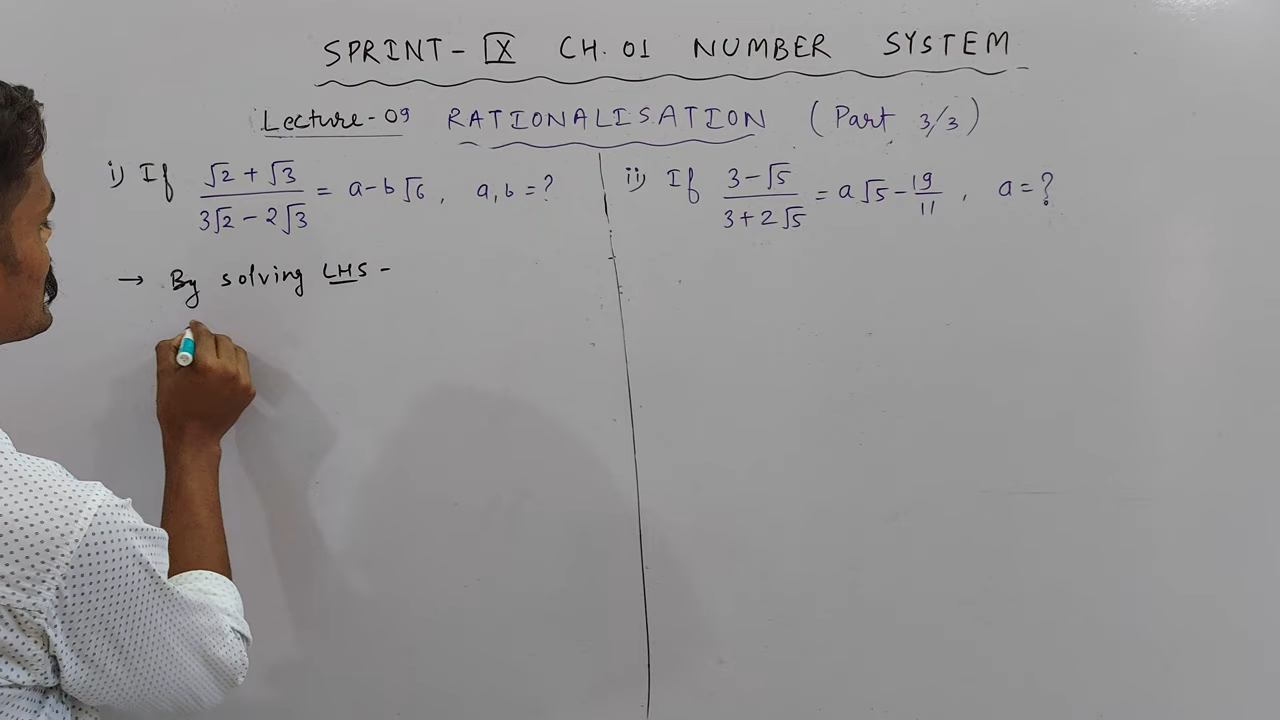 SPRINT- IX CH. 01 NUMBER SYSTEM
Lecture-09 RATIONALISATION (Part 3/3)
i) If (√2 + √3)/(3√2 - 2√3) = a - b√6, a, b = ?
→ By solving LHS -
ii) If (3 - √5)/(3 + 2√5) = a√5 - 19/11, a = ?